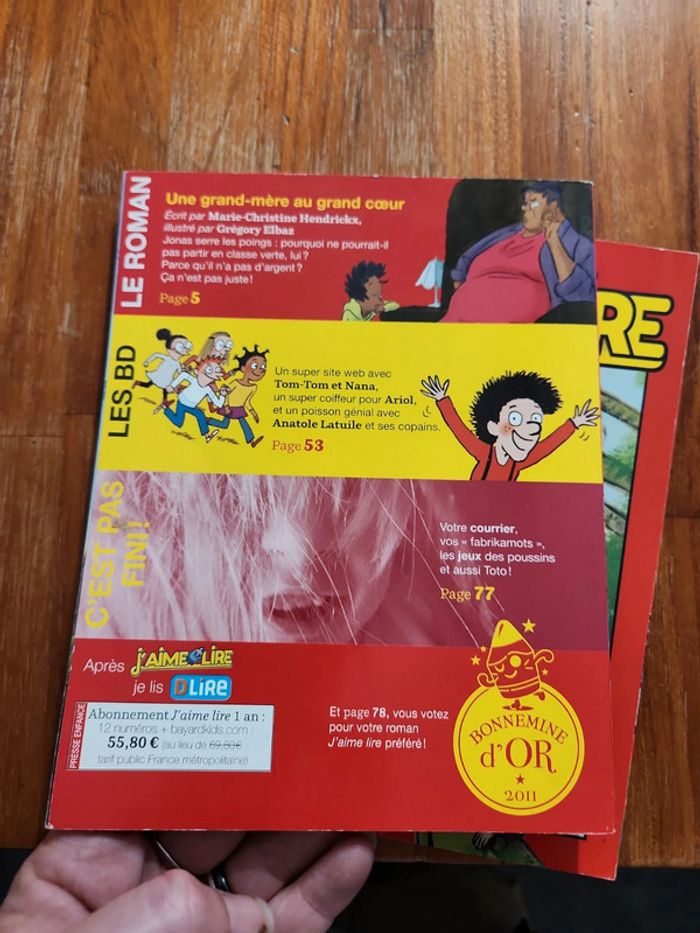 LE ROMAN
Une grand-mère au grand cœur
Écrit par Marie-Christine Hendrickx,
illustré par Grégory Elbaz
Jonas serre les poings : pourquoi ne pourrait-il
pas partir en classe verte, lui ?
Parce qu'il n'a pas d'argent ?
Ça n'est pas juste !
Page 5
LES BD
Un super site web avec
Tom-Tom et Nana,
un super coiffeur pour Ariol,
et un poisson génial avec
Anatole Latuile et ses copains.
Page 53
C'EST PAS
FINI !
Votre courrier,
vos « fabrikamots »,
les jeux des poussins
et aussi Toto !
Page 77
Après J'AIME LIRE
je lis DLiRE
PRESSE ENFANCE
Abonnement J'aime lire 1 an :
12 numéros + bayardkids.com :
55,80 € (au lieu de 69,60€
tarif public France métropolitaine)
Et page 78, vous votez
pour votre roman
J'aime lire préféré !
BONNEMINE
d'OR
2011
RE